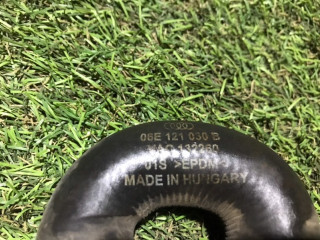 06E 121 030 B
01S >EPDM
MADE IN HUNGARY